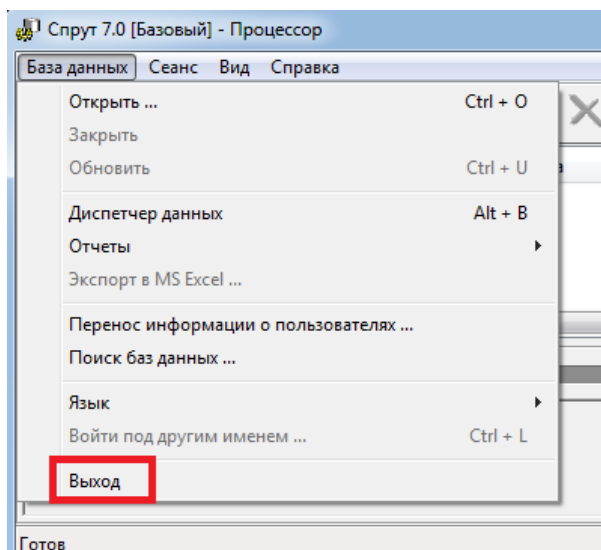 Спрут 7.0 [Базовый] - Процессор
База данных Сеанс Вид Справка
Открыть ... Ctrl + O
Закрыть
Обновить Ctrl + U
Диспетчер данных Alt + B
Отчеты
Экспорт в MS Excel ...
Перенос информации о пользователях ...
Поиск баз данных ...
Язык
Войти под другим именем ... Ctrl + L
Выход
Готов